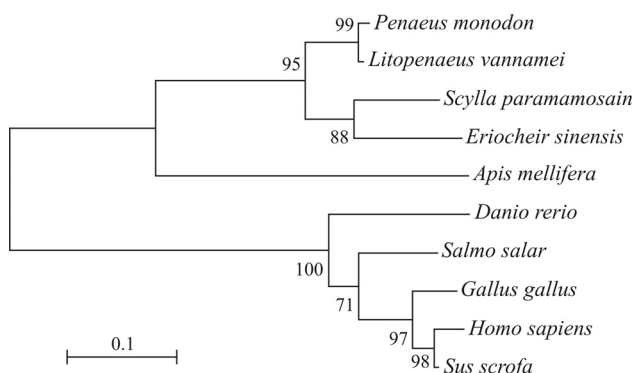 99 Penaeus monodon
Litopenaeus vannamei
95
Scylla paramamosain
88 Eriocheir sinensis
Apis mellifera
Danio rerio
100 Salmo salar
71 Gallus gallus
97 Homo sapiens
98 Sus scrofa
0.1